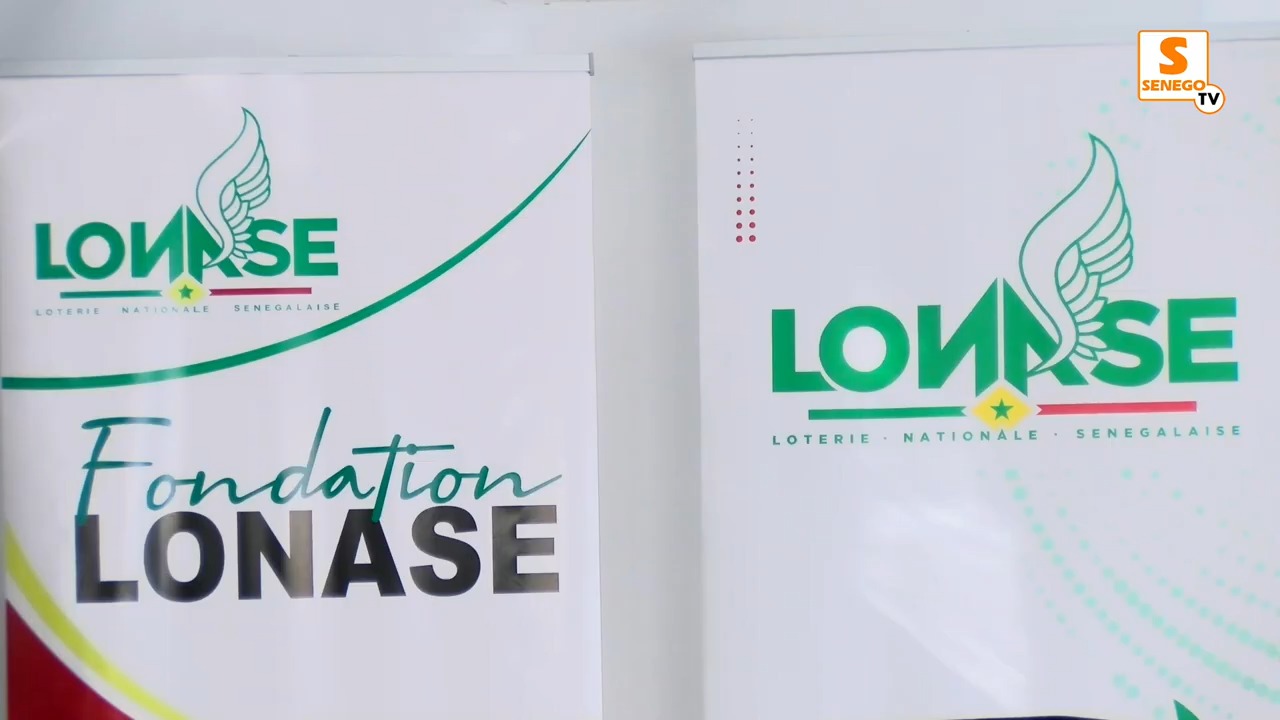 LONASE
LOTERIE NATIONALE SENEGALAISE
Fondation
LONASE
LONASE
LOTERIE · NATIONALE · SENEGALAISE
S
SENEGO
TV